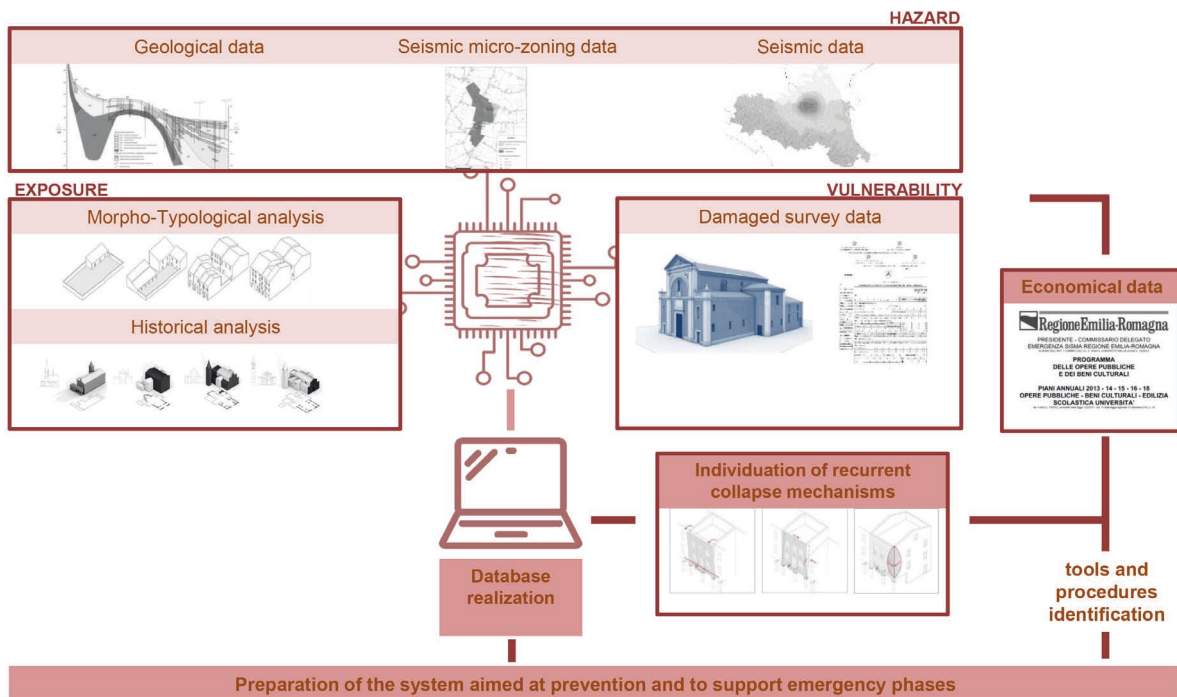 HAZARD
Geological data
Seismic micro-zoning data
Seismic data
EXPOSURE
Morpho-Typological analysis
Historical analysis
VULNERABILITY
Damaged survey data
Economical data
RegioneEmilia-Romagna
PRESIDENTE - COMMISSARIO DELEGATO
EMERGENZA SISMA REGIONE EMILIA-ROMAGNA
PROGRAMMA
DELLE OPERE PUBBLICHE
E DEI BENI CULTURALI
PIANI ANNUALI 2013 - 14 - 15 - 16 - 18
OPERE PUBBLICHE - BENI CULTURALI - EDILIZIA
SCOLASTICA UNIVERSITA'
Individuation of recurrent
collapse mechanisms
Database
realization
tools and
procedures
identification
Preparation of the system aimed at prevention and to support emergency phases